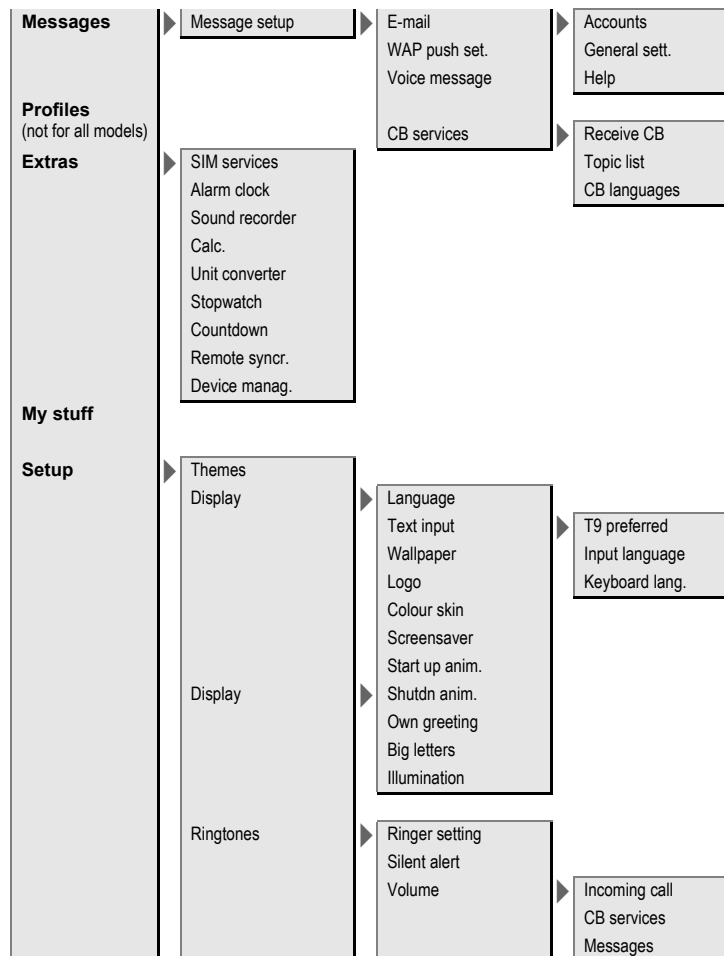 Messages Message setup E-mail Accounts
WAP push set. General sett.
Voice message Help
Profiles
(not for all models) CB services Receive CB
Topic list
Extras SIM services CB languages
Alarm clock
Sound recorder
Calc.
Unit converter
Stopwatch
Countdown
Remote syncr.
Device manag.
My stuff
Setup Themes
Display Language
Text input T9 preferred
Wallpaper Input language
Logo Keyboard lang.
Colour skin
Screensaver
Start up anim.
Display Shutdn anim.
Own greeting
Big letters
Illumination
Ringtones Ringer setting
Silent alert
Volume Incoming call
CB services
Messages